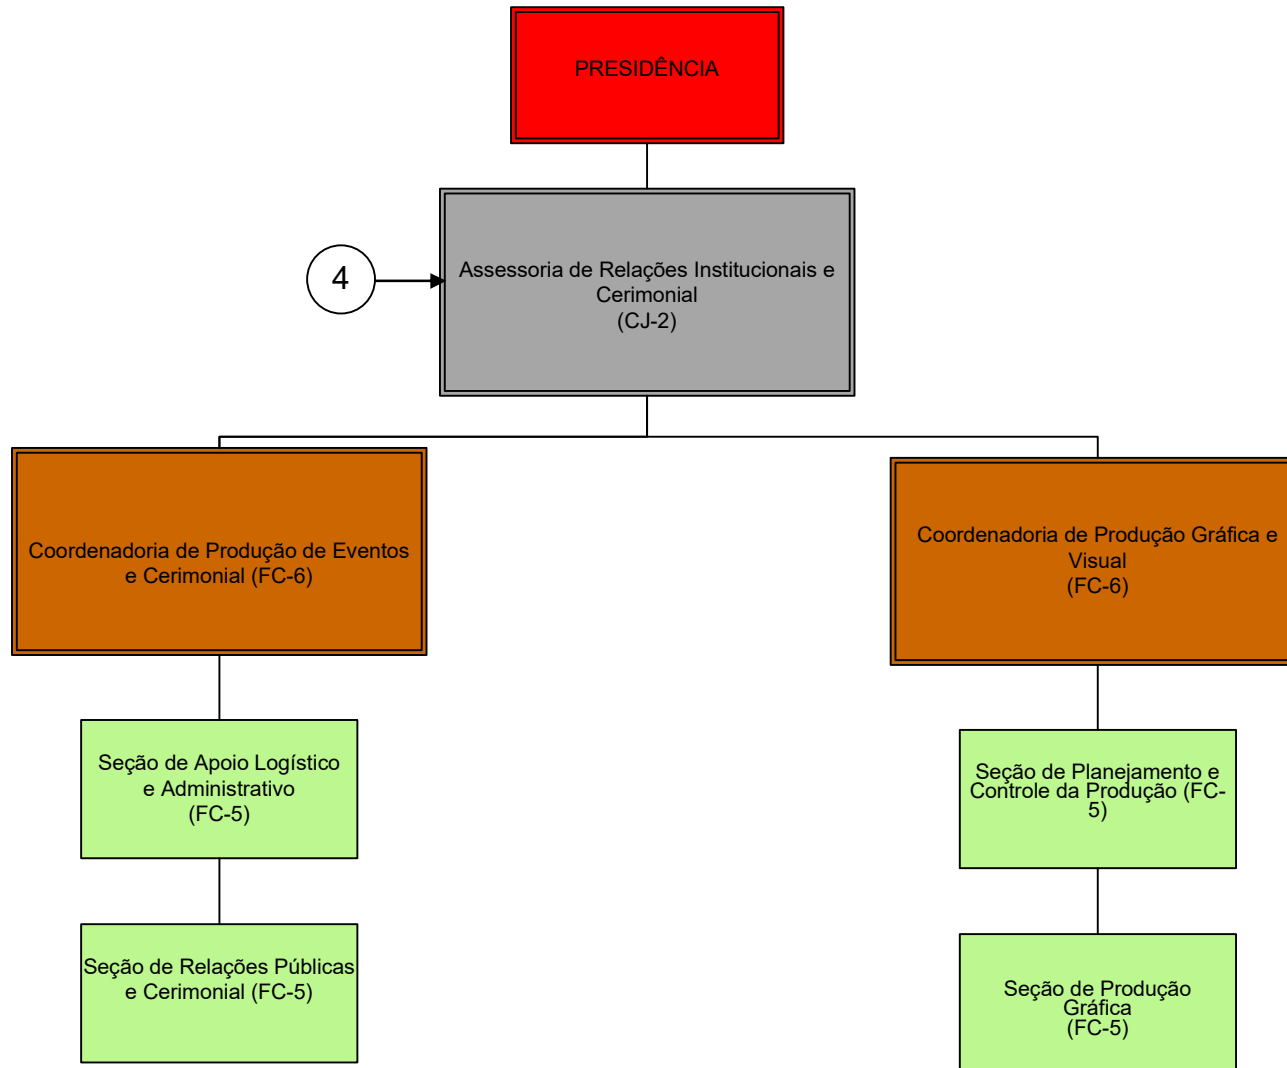 PRESIDÊNCIA
4
Assessoria de Relações Institucionais e
Cerimonial
(CJ-2)
Coordenadoria de Produção de Eventos
e Cerimonial (FC-6)
Coordenadoria de Produção Gráfica e
Visual
(FC-6)
Seção de Apoio Logístico
e Administrativo
(FC-5)
Seção de Planejamento e
Controle da Produção (FC-
5)
Seção de Relações Públicas
e Cerimonial (FC-5)
Seção de Produção
Gráfica
(FC-5)